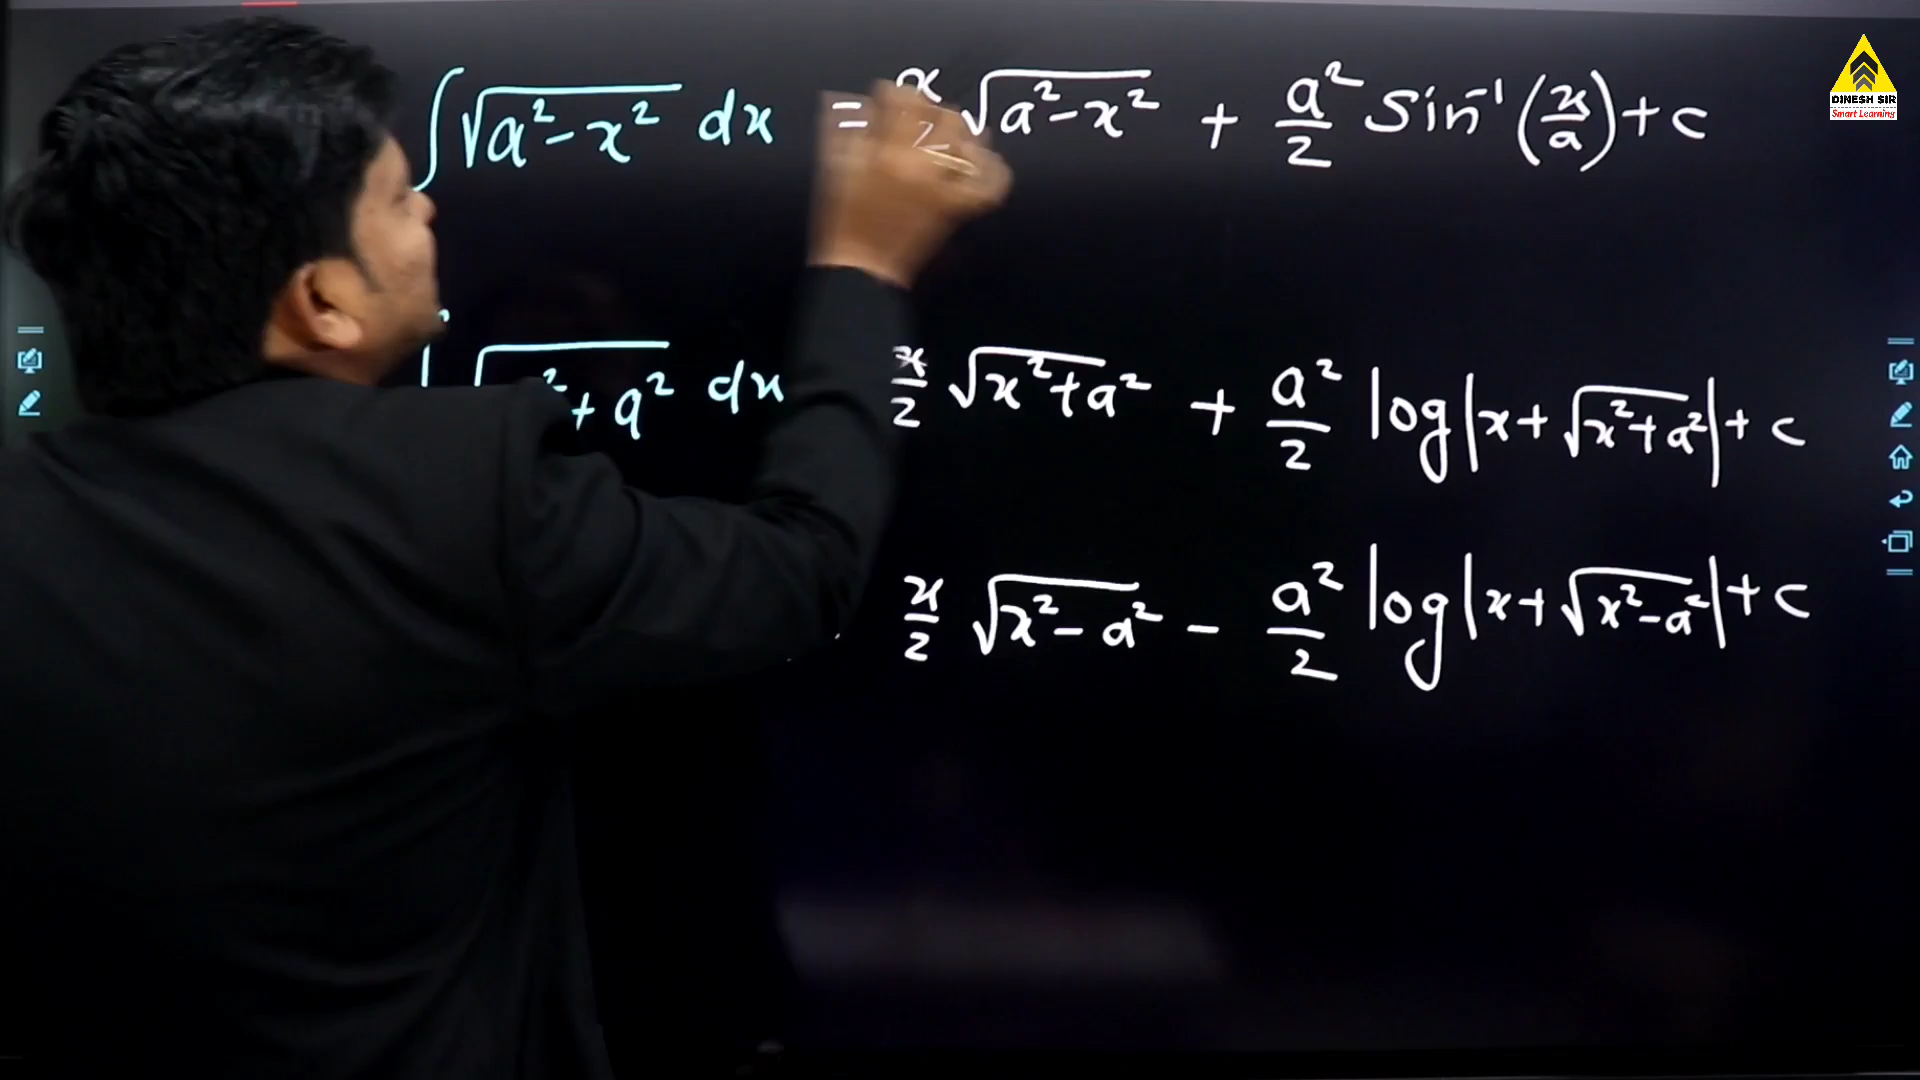 ∫ √(a² − x²) dx = x/2 √(a² − x²) + a²/2 Sin⁻¹ (x/a) + c
² + a² dx x/2 √(x² + a²) + a²/2 log |x + √(x² + a²)| + c
x/2 √(x² − a²) − a²/2 log |x + √(x² − a²)| + c
DINESH SIR
Smart Learning